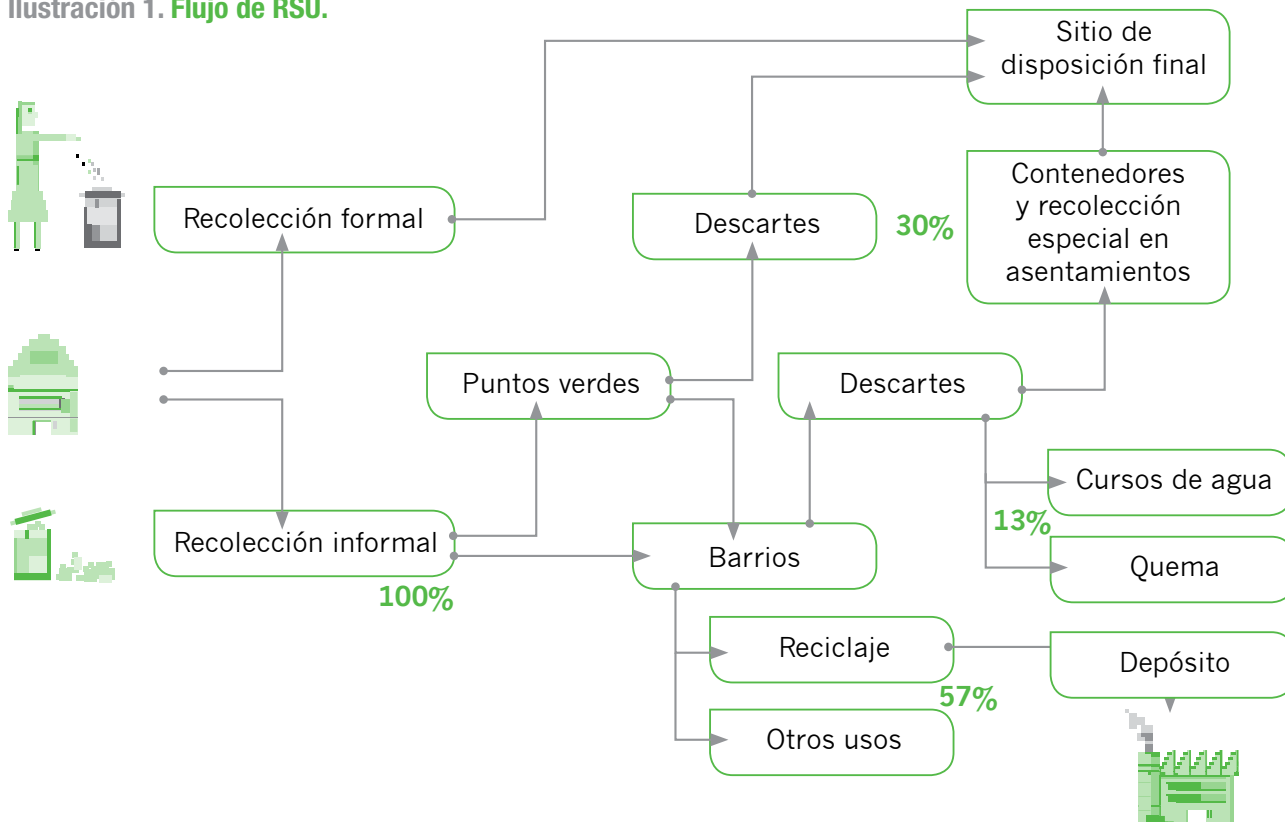 Ilustración 1. Flujo de RSU.
Sitio de
disposición final
Contenedores
y recolección
especial en
asentamientos
Recolección formal
Descartes
30%
Puntos verdes
Descartes
Cursos de agua
13%
Recolección informal
100%
Barrios
Quema
Reciclaje
57%
Depósito
Otros usos